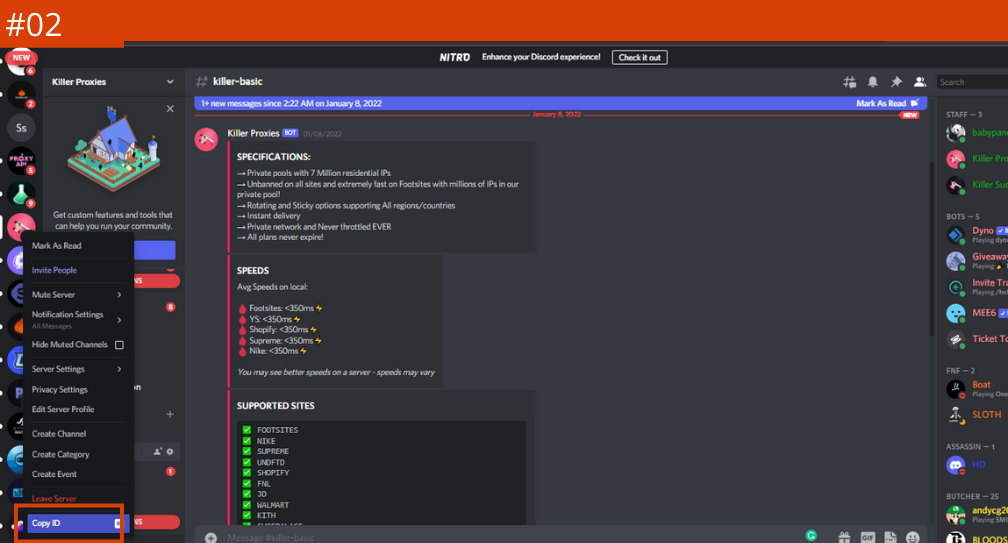 #02
NEW
NITRO Enhance your Discord experience! Check it out
Killer Proxies
# killer-basic
Search
1+ new messages since 2:22 AM on January 8, 2022
Mark As Read
January 8, 2022
NEW
Killer Proxies BOT 01/08/2022
SPECIFICATIONS:
→ Private pools with 7 Million residential IPs
→ Unbanned on all sites and extremely fast on Footsites with millions of IPs in our
private pool!
→ Rotating and Sticky options supporting All regions/countries
→ Instant delivery
→ Private network and Never throttled EVER
→ All plans never expire!
SPEEDS
Avg Speeds on local:
Footsites: <350ms
YS: <350ms
Shopify: <350ms
Supreme: <350ms
Nike: <350ms
You may see better speeds on a server - speeds may vary
SUPPORTED SITES
FOOTSITES
NIKE
SUPREME
UNDFTD
SHOPIFY
FNL
JD
WALMART
KITH
Message #killer-basic
GIF
6
2
Ss
PROXY
API
5
9
Get custom features and tools that
can help you run your community.
Mark As Read
Invite People
Mute Server
Notification Settings
All Messages
Hide Muted Channels
Server Settings
Privacy Settings
Edit Server Profile
Create Channel
Create Category
Create Event
Leave Server
Copy ID
NS
8
on
1
NS
STAFF — 3
babypan
Killer Pro
Killer Suc
BOTS — 5
Dyno
Playing dyn
Giveaway
Playing
Invite Tra
Playing /hel
MEE6
Ticket To
FNF — 2
Boat
Playing One
SLOTH
ASSASSIN — 1
HD
BUTCHER — 25
andycg20
Playing SMI
BLOODS